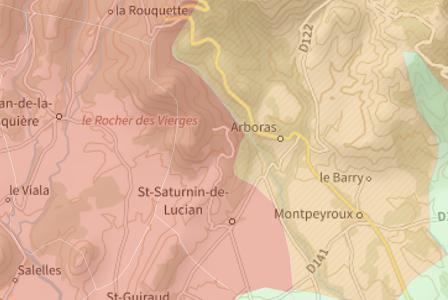 la Rouquette
D122
an-de-la-
quière
le Rocher des Vierges
Arboras
le Viala
St-Saturnin-de-
Lucian
le Barry
Montpeyroux
D141
Salelles
St-Guiraud